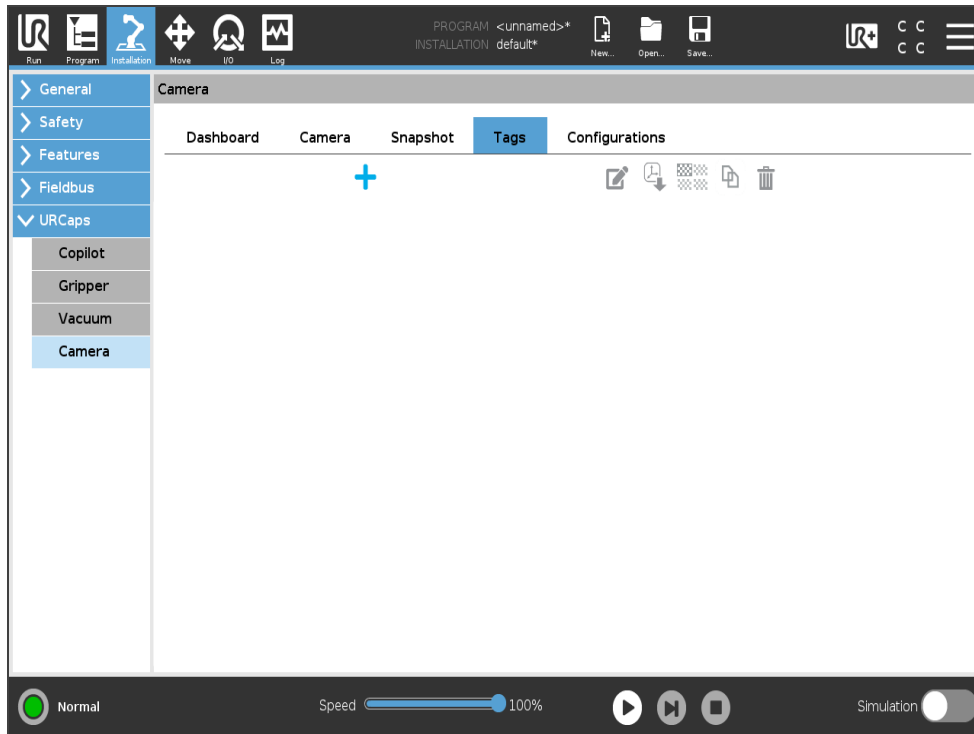 PROGRAM <unnamed>*
INSTALLATION default*
Run Program Installation Move I/O Log New... Open... Save...
UR+
C C
C C
General
Safety
Features
Fieldbus
URCaps
Copilot
Gripper
Vacuum
Camera
Camera
Dashboard Camera Snapshot Tags Configurations
Normal Speed 100% Simulation